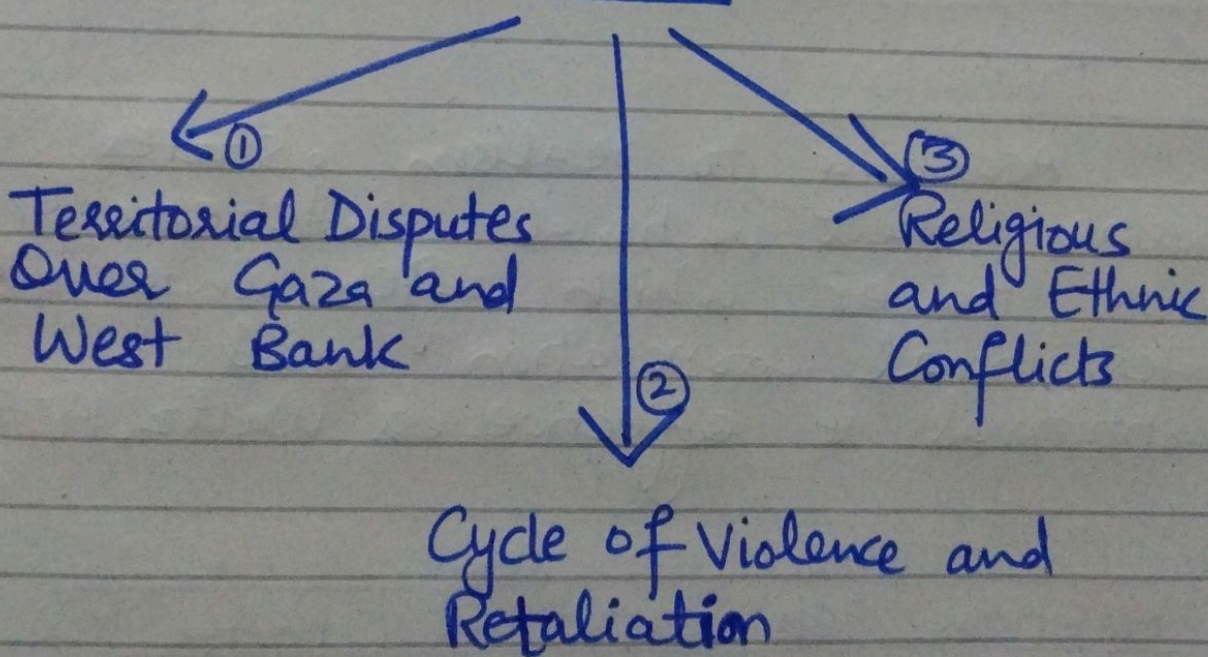 ①
Territorial Disputes
Over Gaza and
West Bank
②
Cycle of Violence and
Retaliation
③
Religious
and Ethnic
Conflicts